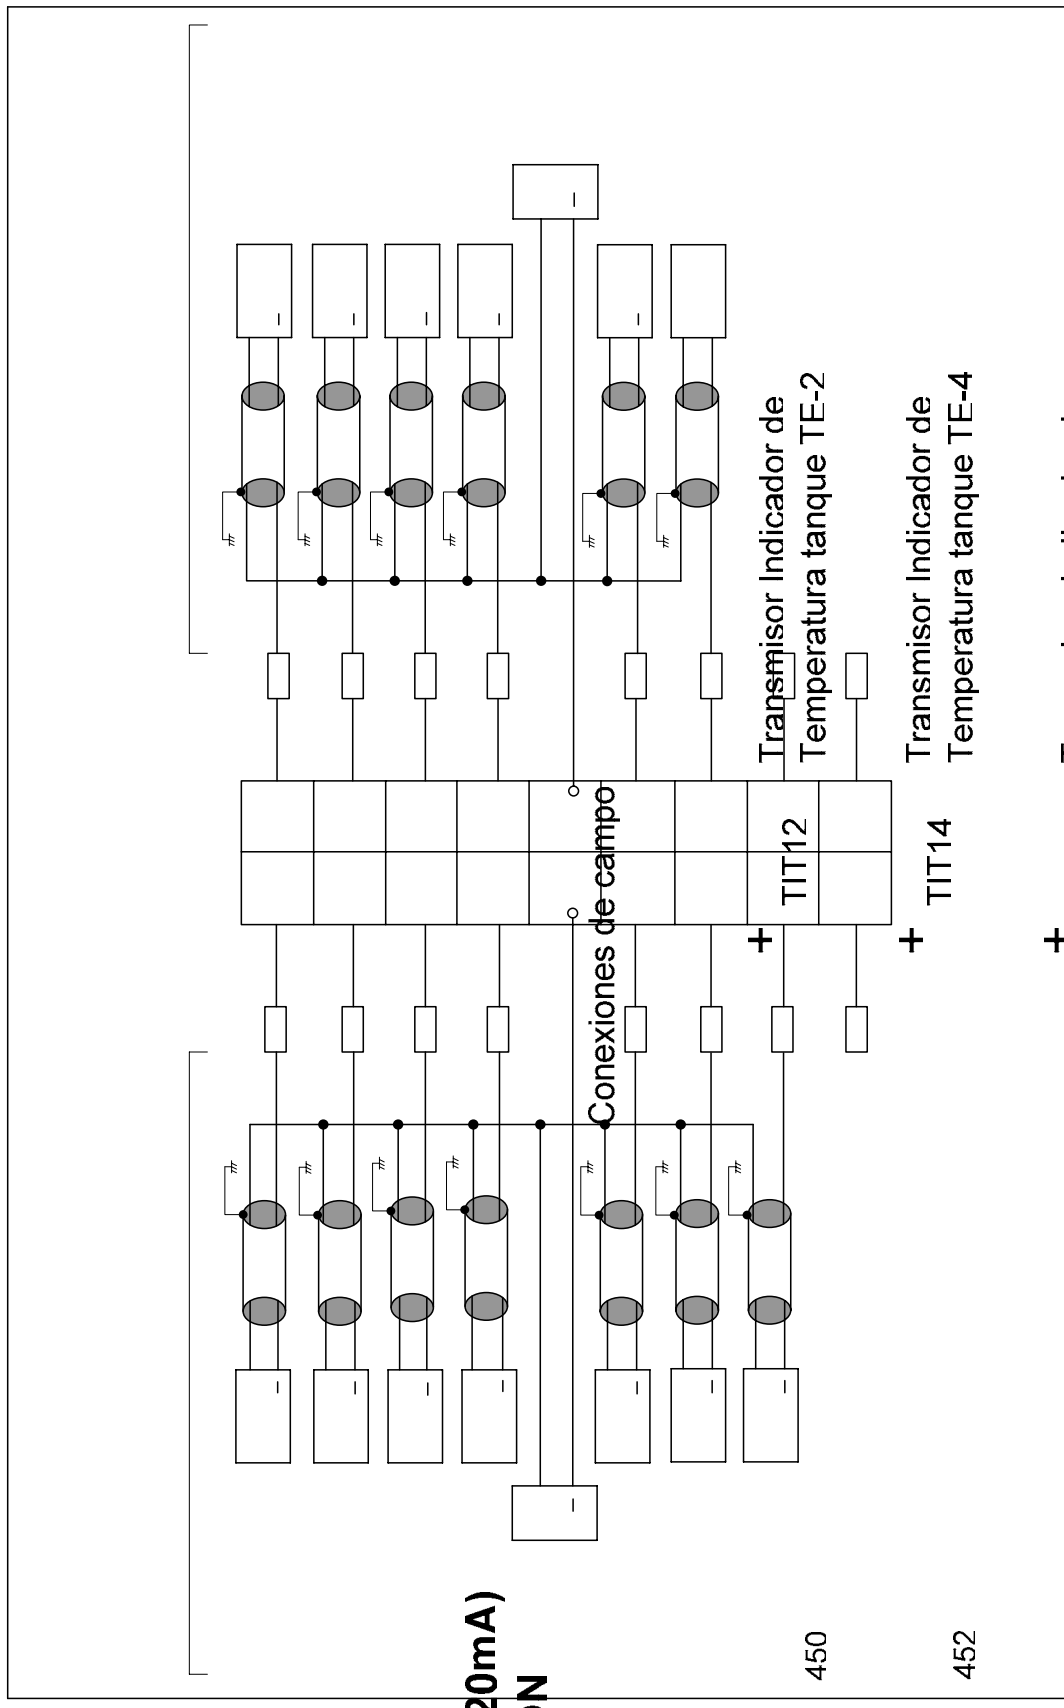 Conexiones de campo
Transmisor Indicador de
Temperatura tanque TE-2
Transmisor Indicador de
Temperatura tanque TE-4
TIT12
TIT14
+
+
+
20mA)
450
452